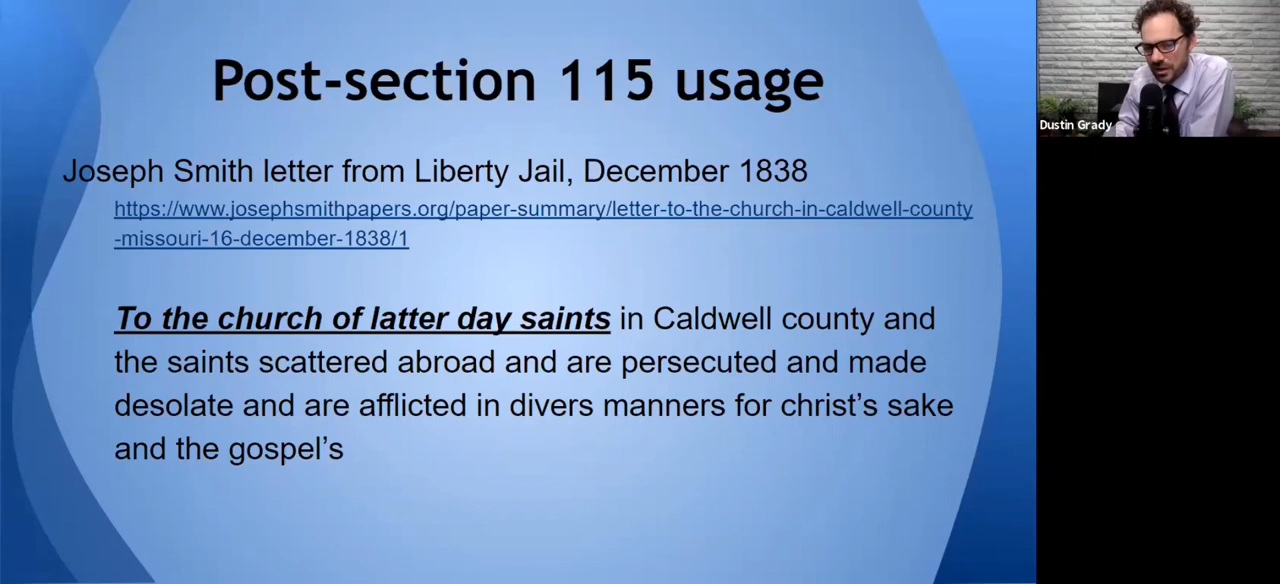 Post-section 115 usage
Joseph Smith letter from Liberty Jail, December 1838
https://www.josephsmithpapers.org/paper-summary/letter-to-the-church-in-caldwell-county
-missouri-16-december-1838/1
To the church of latter day saints in Caldwell county and
the saints scattered abroad and are persecuted and made
desolate and are afflicted in divers manners for christ’s sake
and the gospel’s
Dustin Grady